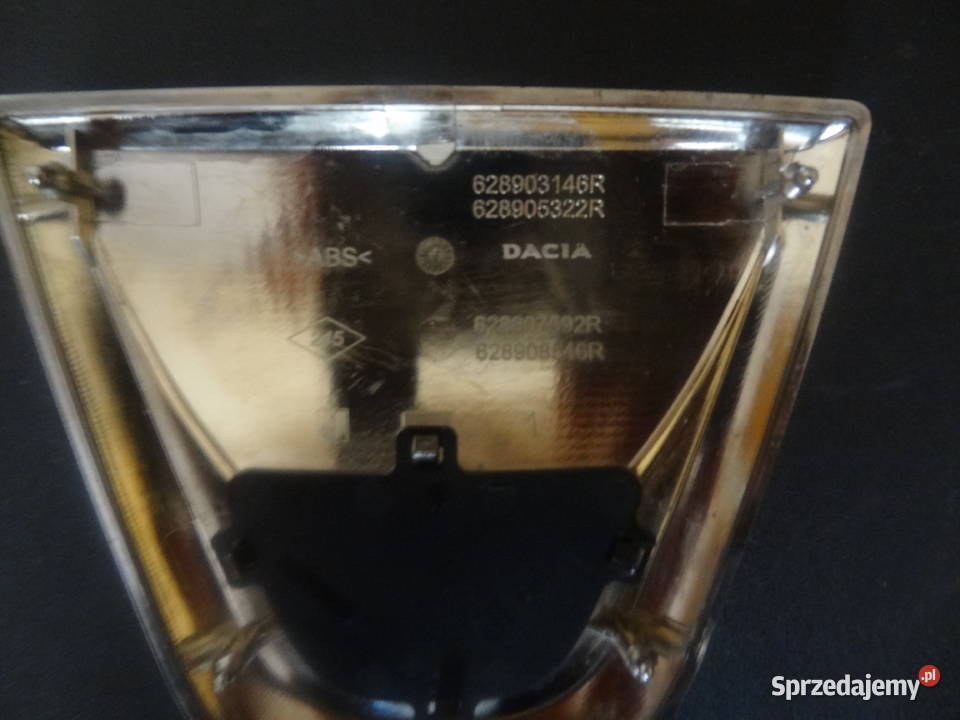 628903146R
628905322R
>ABS<
DACIA
Sprzedajemy.pl